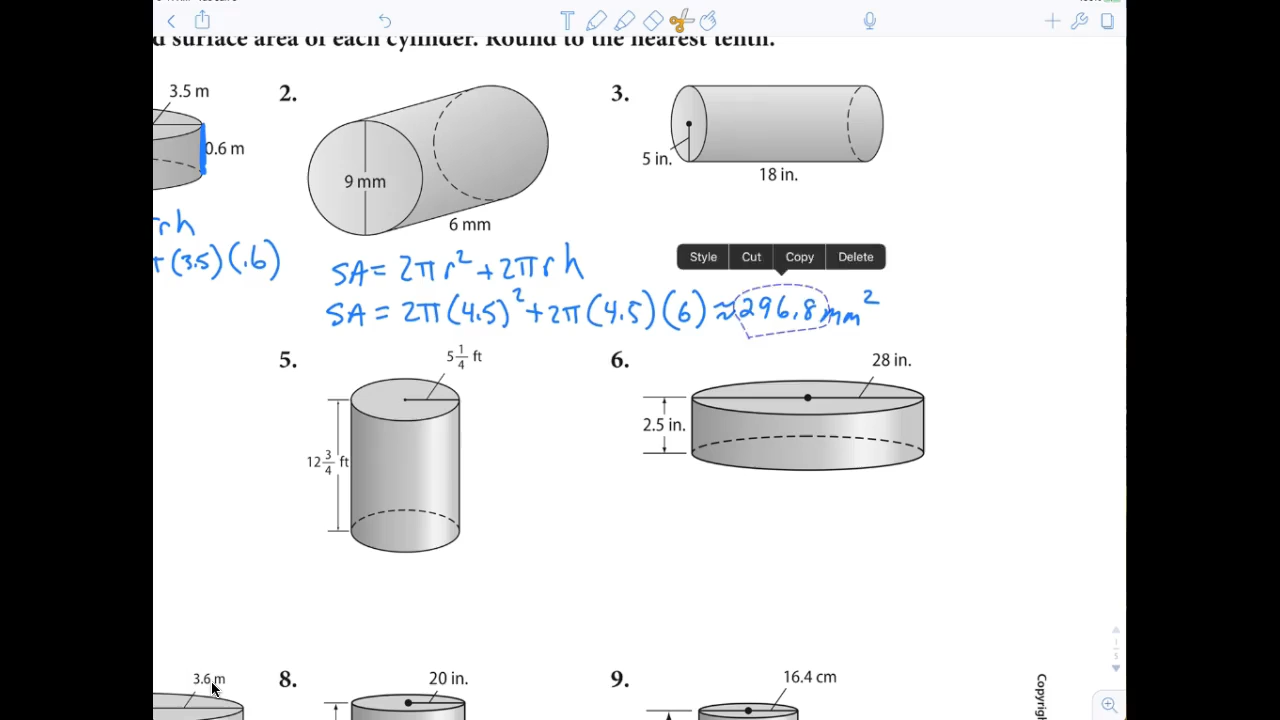 d surface area of each cylinder. Round to the nearest tenth.
3.5 m
0.6 m
2.
9 mm
6 mm
3.
5 in.
18 in.
rh
(3.5)(.6)
SA = 2πr² + 2πrh
Style Cut Copy Delete
SA = 2π(4.5)² + 2π(4.5)(6) ≈ 296.8 mm²
5.
5 1/4 ft
12 3/4 ft
6.
28 in.
2.5 in.
3.6 m
8.
20 in.
9.
16.4 cm